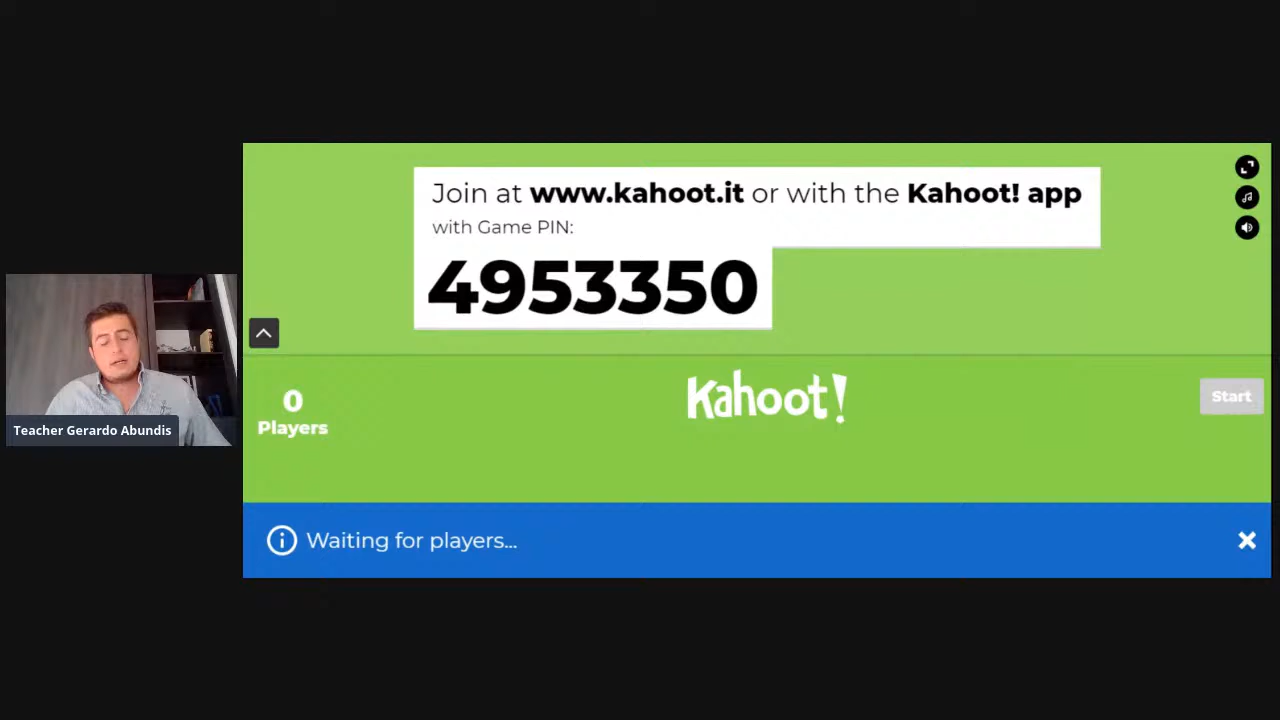 Join at www.kahoot.it or with the Kahoot! app
with Game PIN:
4953350
0
Players
Kahoot!
Start
Teacher Gerardo Abundis
Waiting for players...